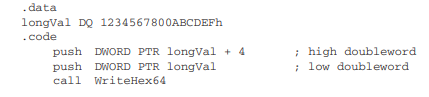 .data
longVal DQ 1234567800ABCDEFh
.code
push DWORD PTR longVal + 4 ; high doubleword
push DWORD PTR longVal ; low doubleword
call WriteHex64